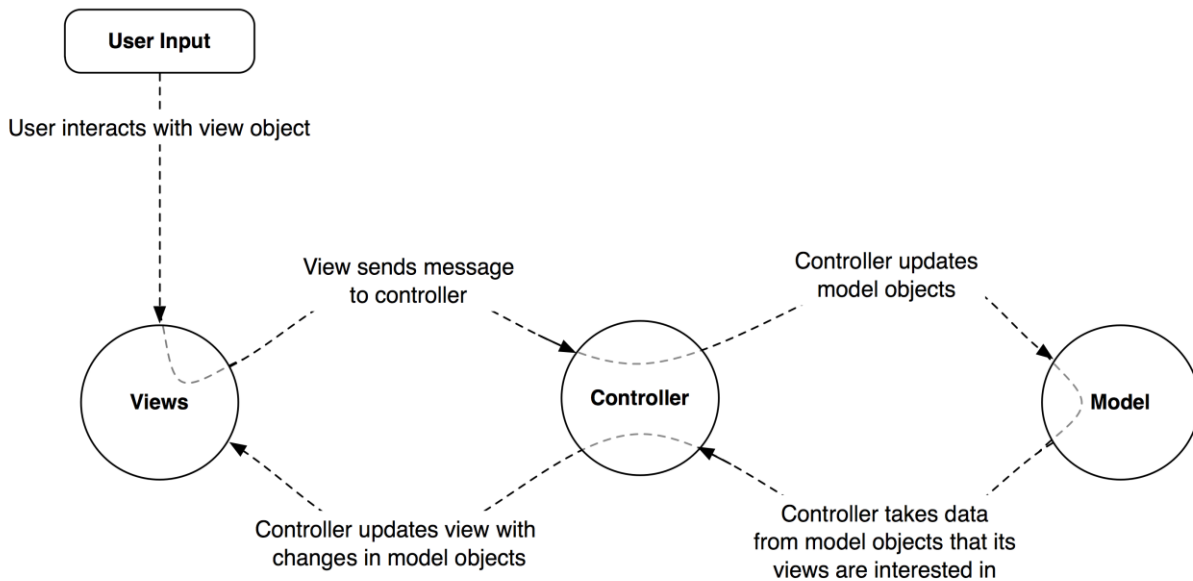 User Input
User interacts with view object
View sends message
to controller
Controller updates
model objects
Views
Controller
Model
Controller updates view with
changes in model objects
Controller takes data
from model objects that its
views are interested in